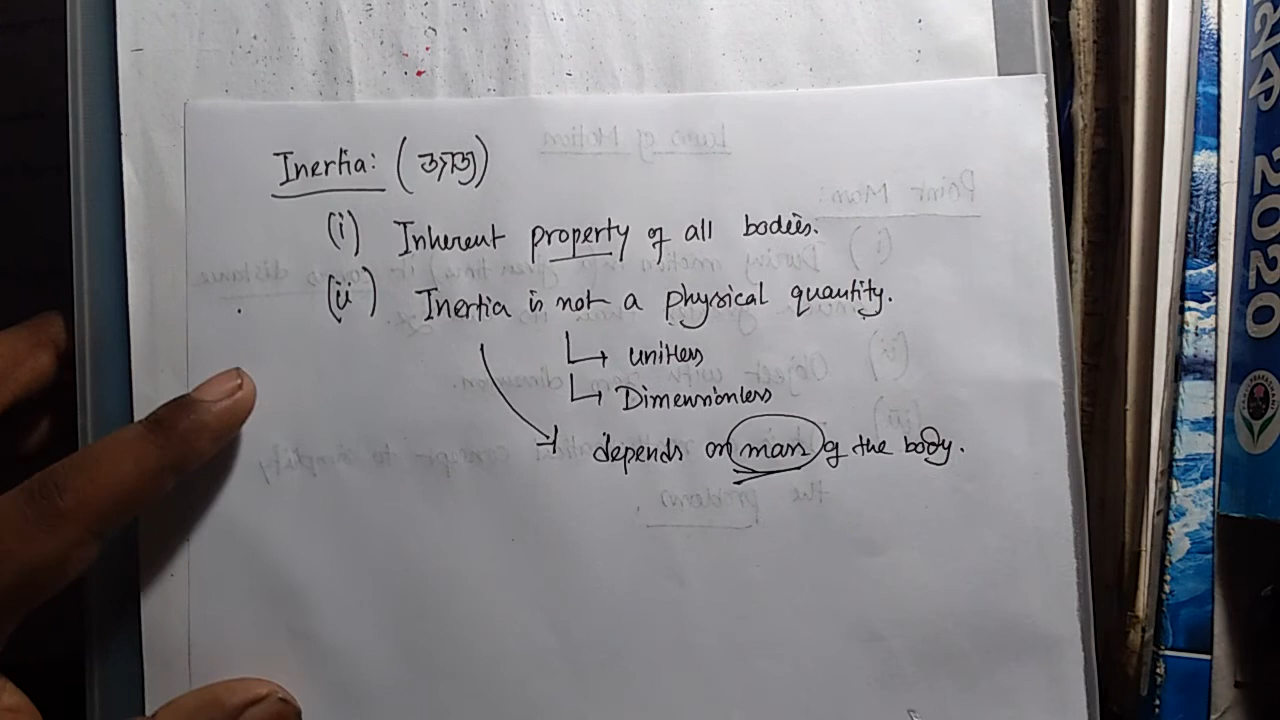 Inertia: (জাড্য)
(i) Inherent property of all bodies.
(ii) Inertia is not a physical quantity.
↳ unitless
↳ Dimensionless
→ depends on mass of the body.
2020